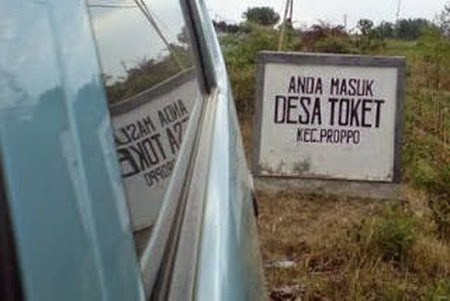 ANDA MASUK
DESA TOKET
KEC.PROPPO